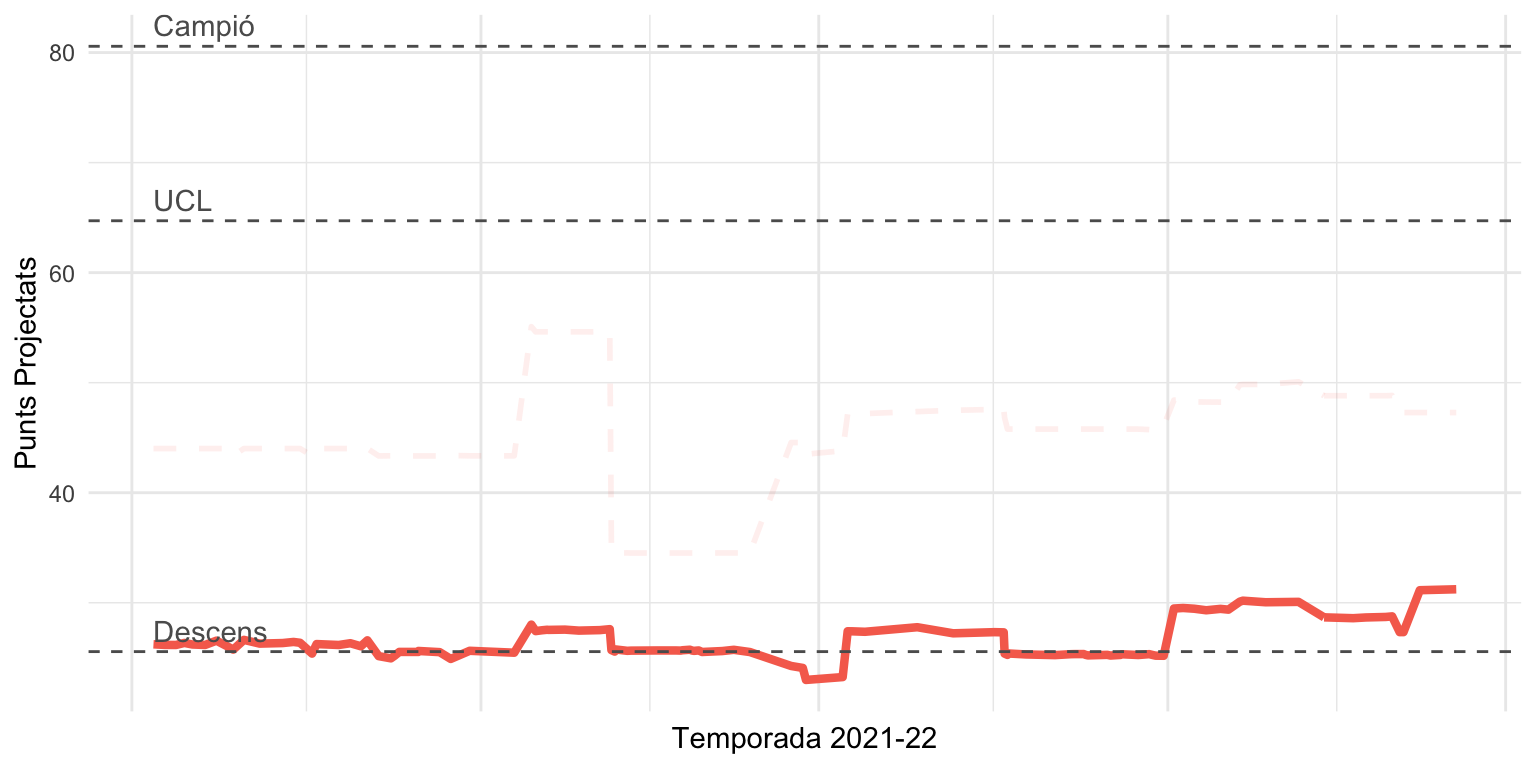 Campió
80
UCL
60
Punts Projectats
40
Descens
Temporada 2021-22